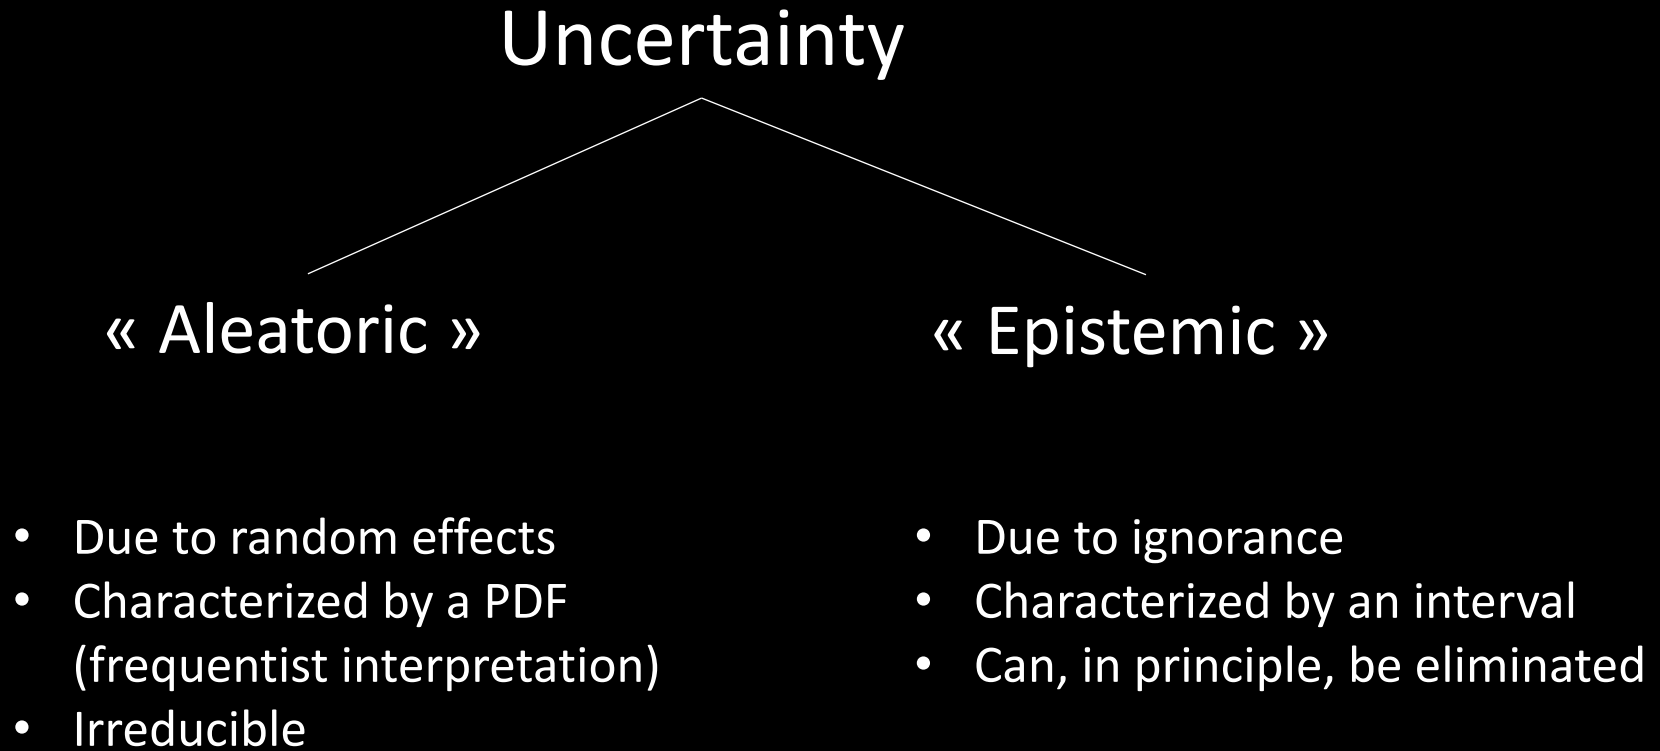 Uncertainty
« Aleatoric »
« Epistemic »
• Due to random effects
• Characterized by a PDF
(frequentist interpretation)
• Irreducible
• Due to ignorance
• Characterized by an interval
• Can, in principle, be eliminated